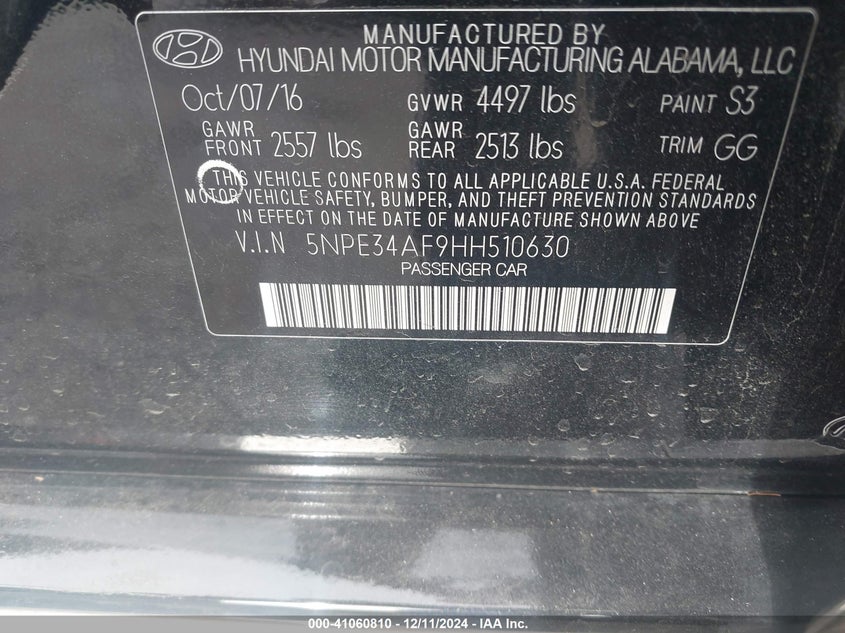 MANUFACTURED BY
HYUNDAI MOTOR MANUFACTURING ALABAMA, LLC
Oct/07/16 GVWR 4497 lbs PAINT S3
GAWR FRONT 2557 lbs GAWR REAR 2513 lbs TRIM GG
THIS VEHICLE CONFORMS TO ALL APPLICABLE U.S.A. FEDERAL
MOTOR VEHICLE SAFETY, BUMPER, AND THEFT PREVENTION STANDARDS
IN EFFECT ON THE DATE OF MANUFACTURE SHOWN ABOVE
V.I.N 5NPE34AF9HH510630
PASSENGER CAR
000-41060810 - 12/11/2024 - IAA Inc.